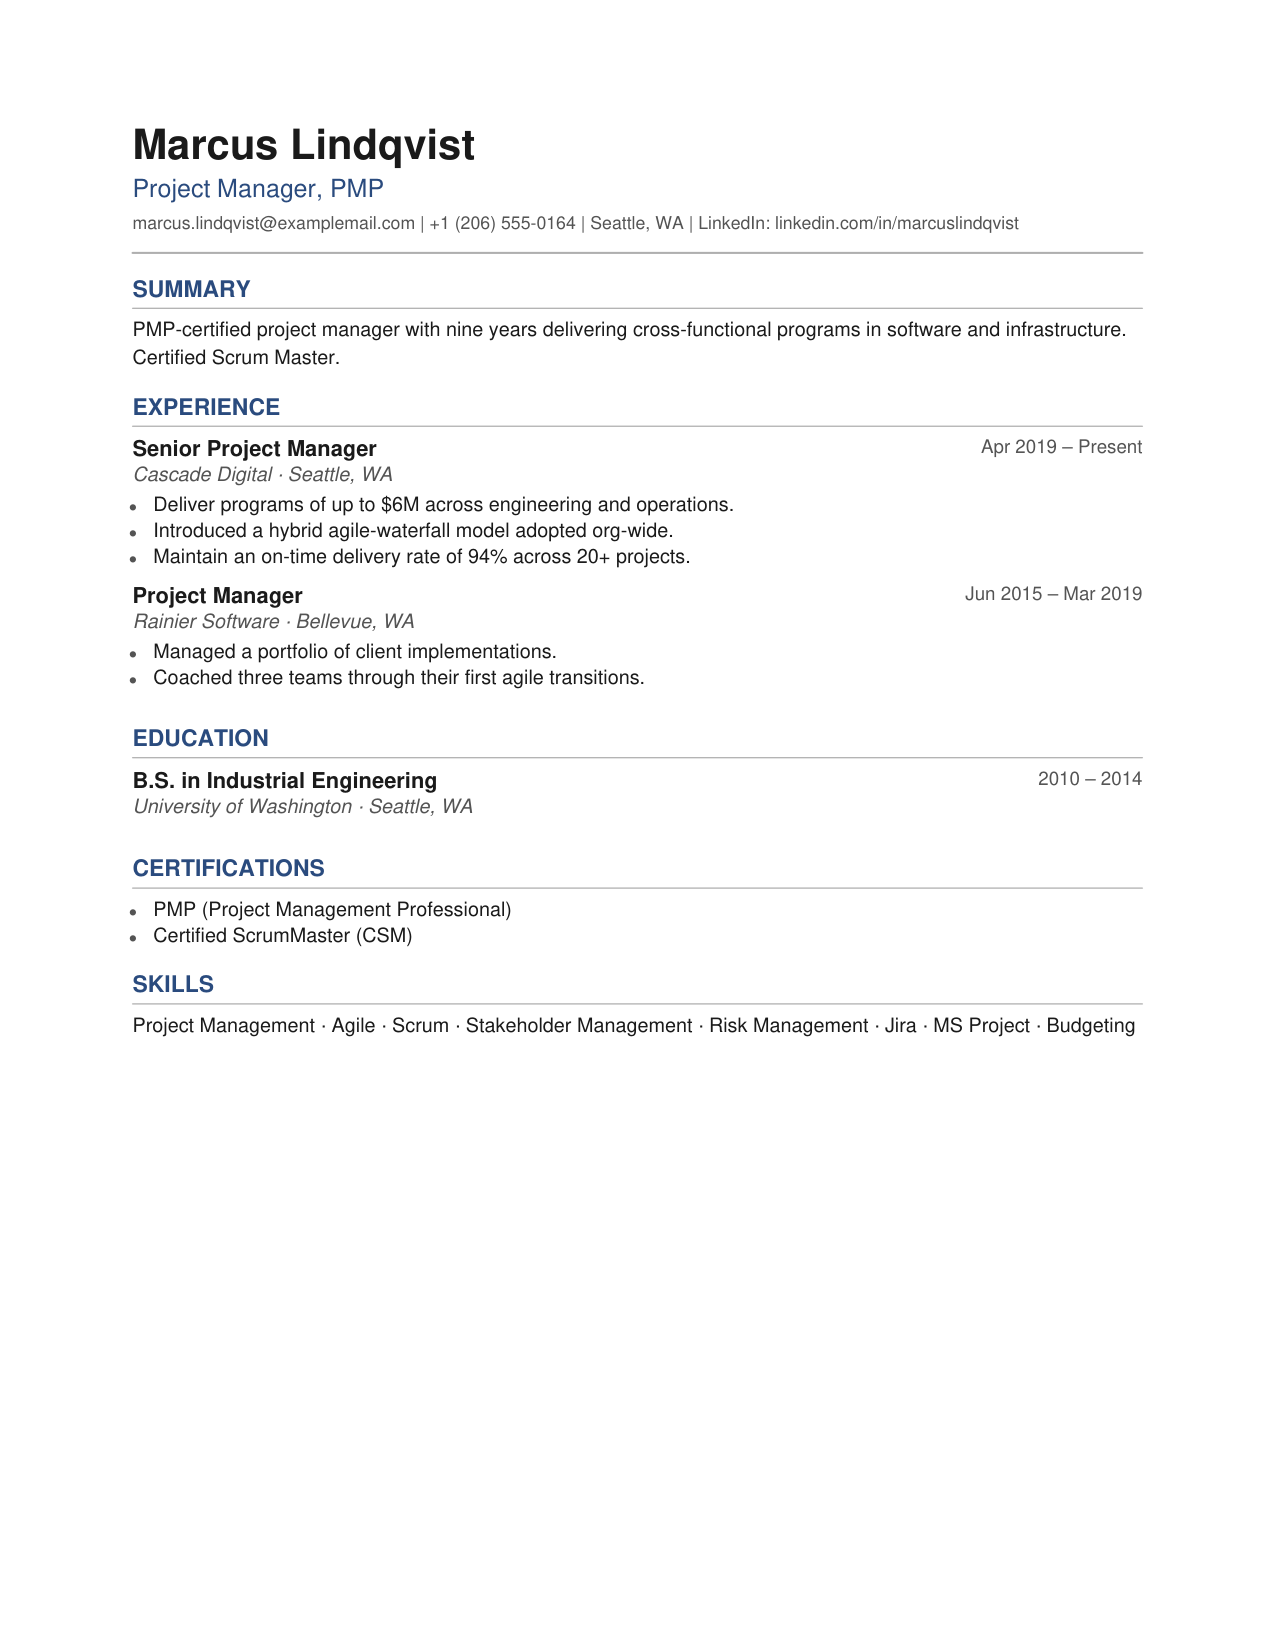 Marcus Lindqvist
Project Manager, PMP
marcus.lindqvist@examplemail.com | +1 (206) 555-0164 | Seattle, WA | LinkedIn: linkedin.com/in/marcuslindqvist
SUMMARY
PMP-certified project manager with nine years delivering cross-functional programs in software and infrastructure.
Certified Scrum Master.
EXPERIENCE
Senior Project Manager Apr 2019 – Present
Cascade Digital · Seattle, WA
• Deliver programs of up to $6M across engineering and operations.
• Introduced a hybrid agile-waterfall model adopted org-wide.
• Maintain an on-time delivery rate of 94% across 20+ projects.
Project Manager Jun 2015 – Mar 2019
Rainier Software · Bellevue, WA
• Managed a portfolio of client implementations.
• Coached three teams through their first agile transitions.
EDUCATION
B.S. in Industrial Engineering 2010 – 2014
University of Washington · Seattle, WA
CERTIFICATIONS
• PMP (Project Management Professional)
• Certified ScrumMaster (CSM)
SKILLS
Project Management · Agile · Scrum · Stakeholder Management · Risk Management · Jira · MS Project · Budgeting